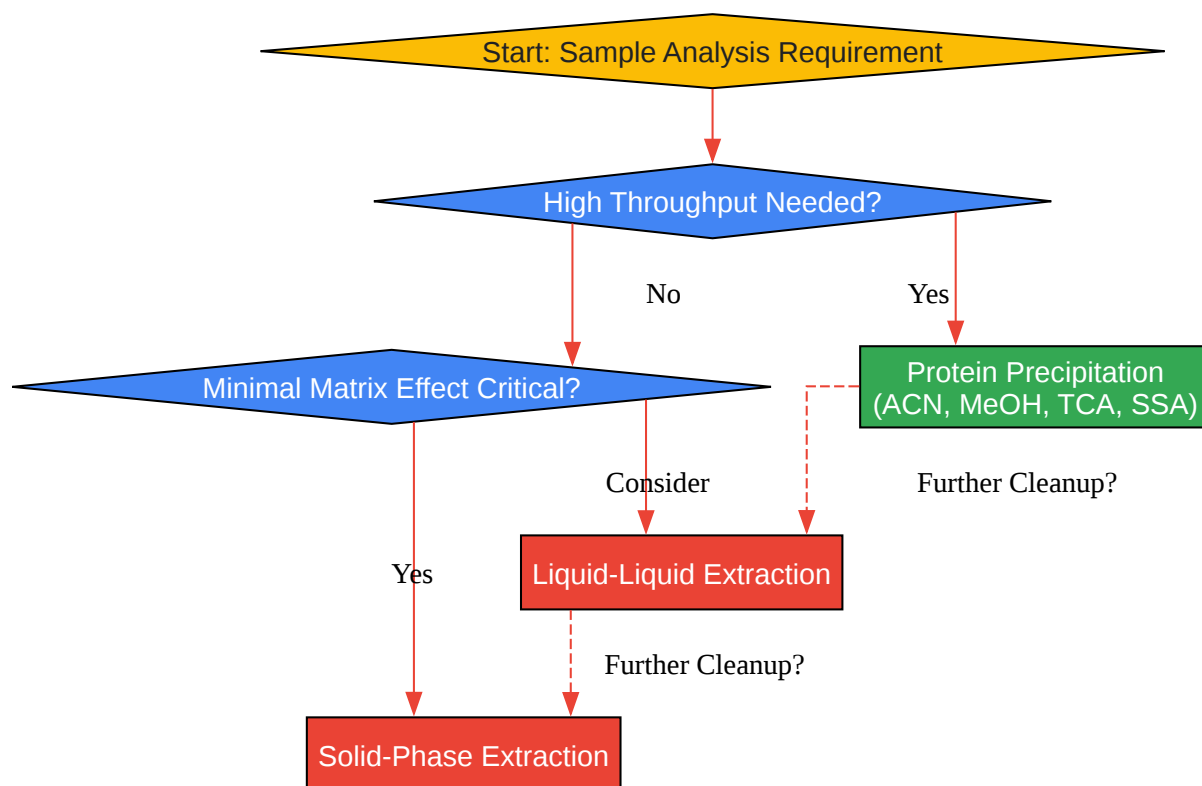 Start: Sample Analysis Requirement
High Throughput Needed?
No
Yes
Minimal Matrix Effect Critical?
Protein Precipitation
(ACN, MeOH, TCA, SSA)
Consider
Further Cleanup?
Yes
Liquid-Liquid Extraction
Further Cleanup?
Solid-Phase Extraction